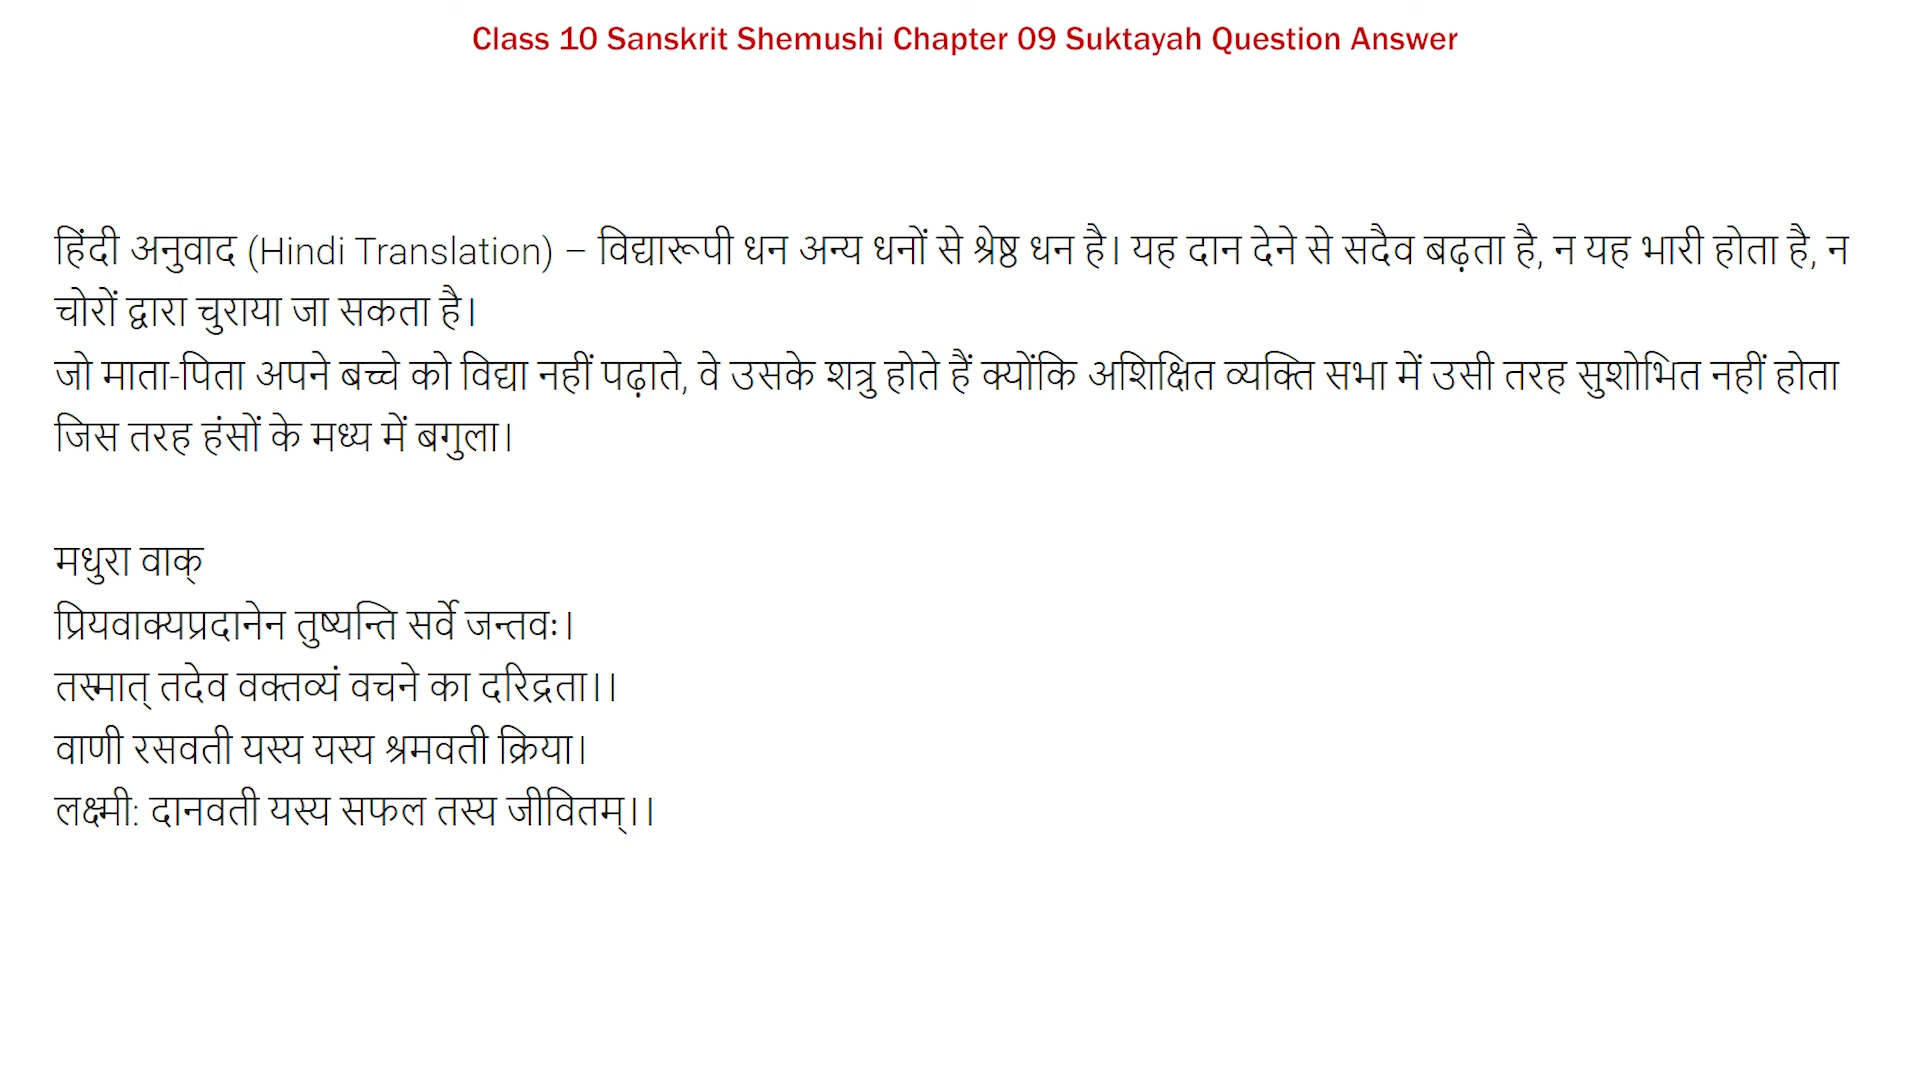 Class 10 Sanskrit Shemushi Chapter 09 Suktayah Question Answer
हिंदी अनुवाद (Hindi Translation) – विद्यारूपी धन अन्य धनों से श्रेष्ठ धन है। यह दान देने से सदैव बढ़ता है, न यह भारी होता है, न
चोरों द्वारा चुराया जा सकता है।
जो माता-पिता अपने बच्चे को विद्या नहीं पढ़ाते, वे उसके शत्रु होते हैं क्योंकि अशिक्षित व्यक्ति सभा में उसी तरह सुशोभित नहीं होता
जिस तरह हंसों के मध्य में बगुला।
मधुरा वाक्
प्रियवाक्यप्रदानेन तुष्यन्ति सर्वे जन्तवः।
तस्मात् तदेव वक्तव्यं वचने का दरिद्रता।।
वाणी रसवती यस्य यस्य श्रमवती क्रिया।
लक्ष्मी: दानवती यस्य सफल तस्य जीवितम्।।